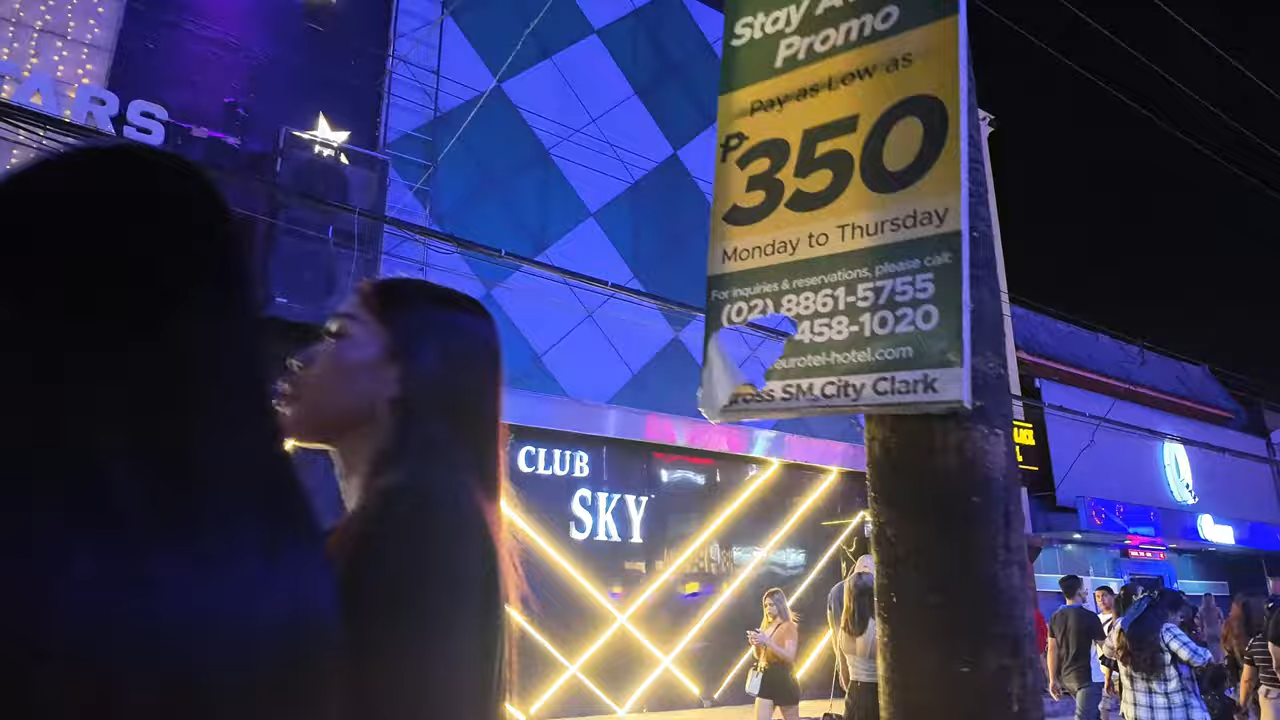 ARS
Stay
Promo
Pay as Low as
₱350
Monday to Thursday
For inquiries & reservations, please call:
(02) 8861-5755
458-1020
eurotel-hotel.com
SM City Clark
CLUB
SKY